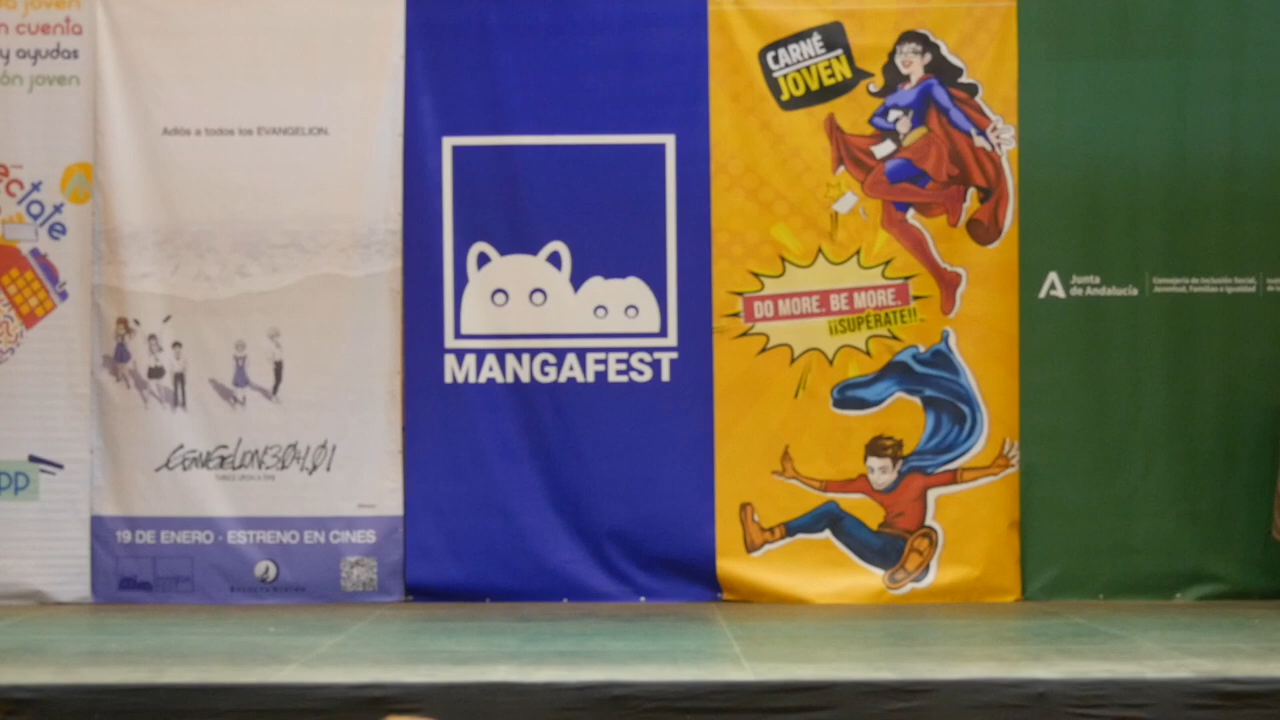 joven
n cuenta
y ayudas
ón joven
ctate
PP
Adiós a todos los EVANGELION.
EVANGELION:3.0+1.01
THRICE UPON A TIME
19 DE ENERO - ESTRENO EN CINES
MANGAFEST
CARNÉ
JOVEN
DO MORE. BE MORE.
¡¡SUPÉRATE!!
Junta
de Andalucía
Consejería de Inclusión Social,
Juventud, Familias e Igualdad